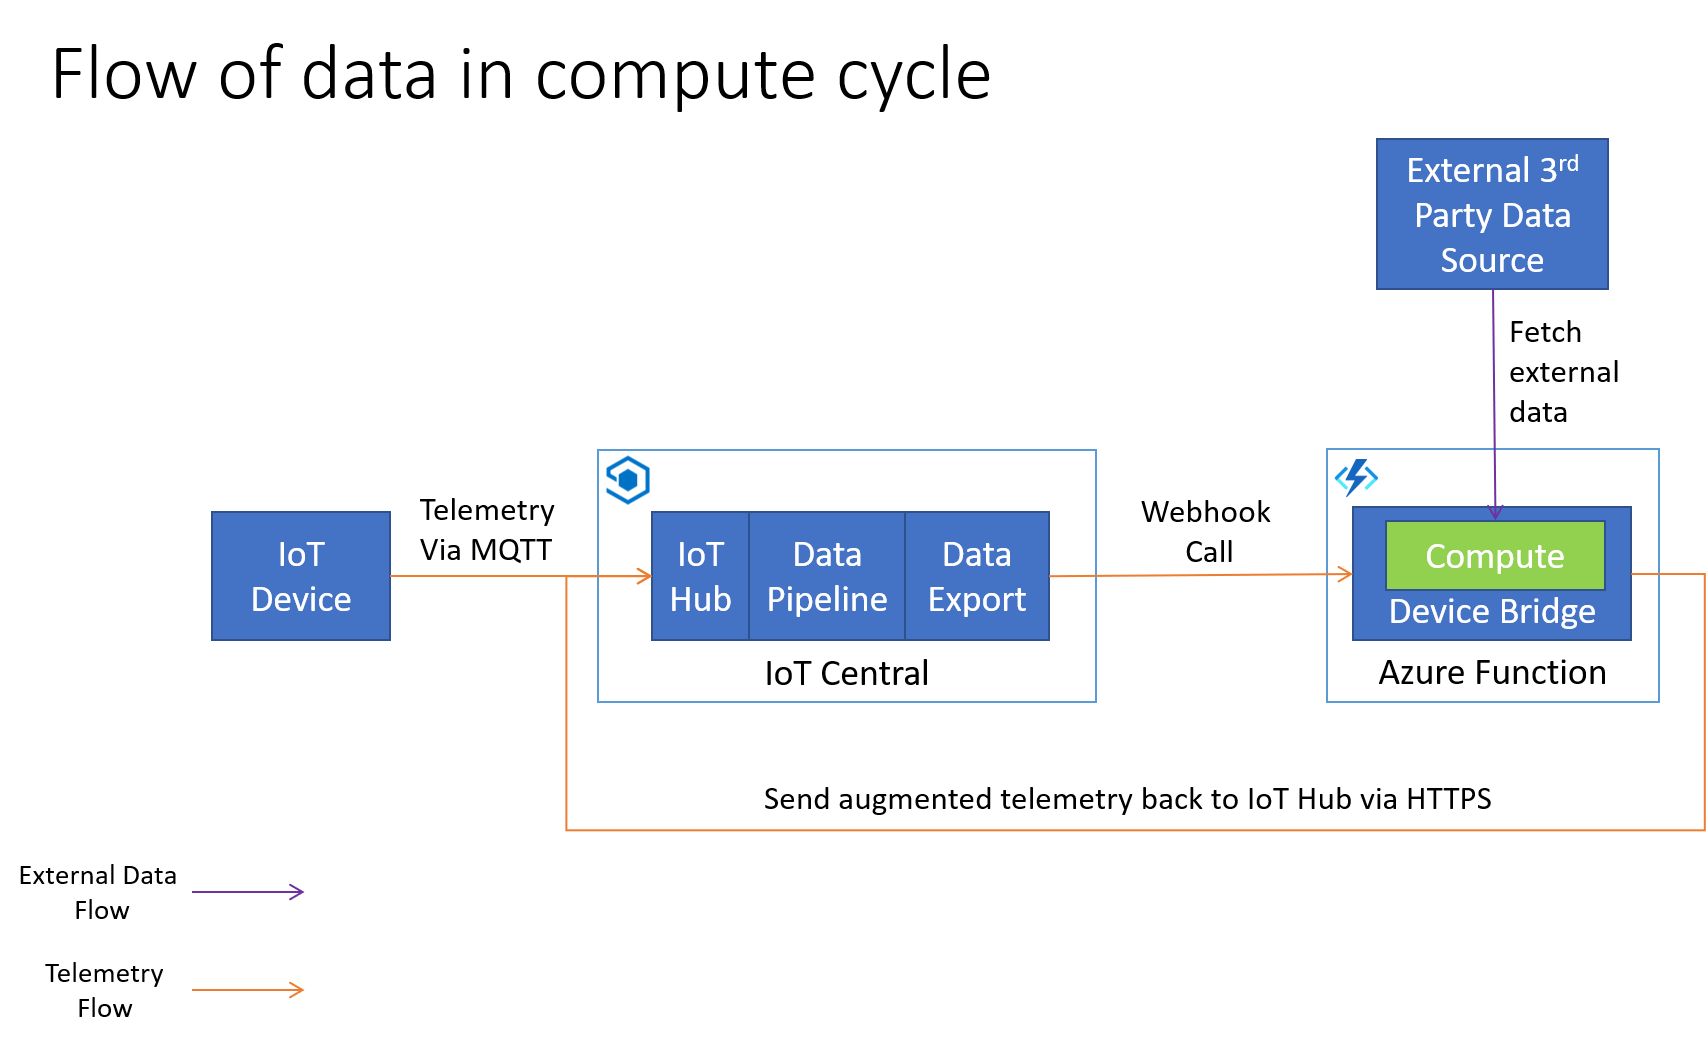 Flow of data in compute cycle
External 3rd
Party Data
Source
Fetch
external
data
Telemetry
Via MQTT
Webhook
Call
IoT
Device
IoT
Hub
Data
Pipeline
Data
Export
IoT Central
Compute
Device Bridge
Azure Function
Send augmented telemetry back to IoT Hub via HTTPS
External Data
Flow
Telemetry
Flow